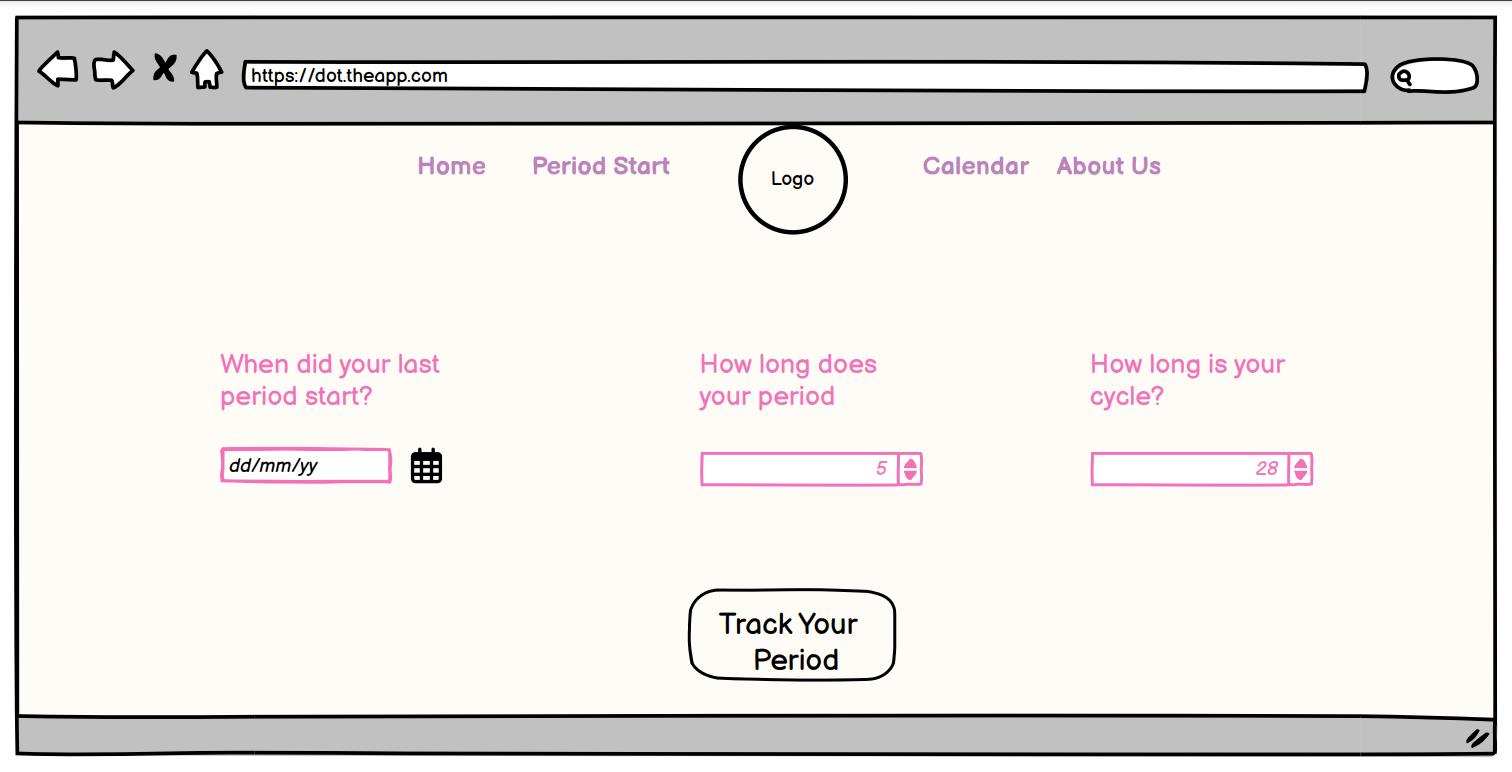 https://dot.theapp.com
Home Period Start Logo Calendar About Us
When did your last
period start?
How long does
your period
How long is your
cycle?
dd/mm/yy
5
28
Track Your
Period